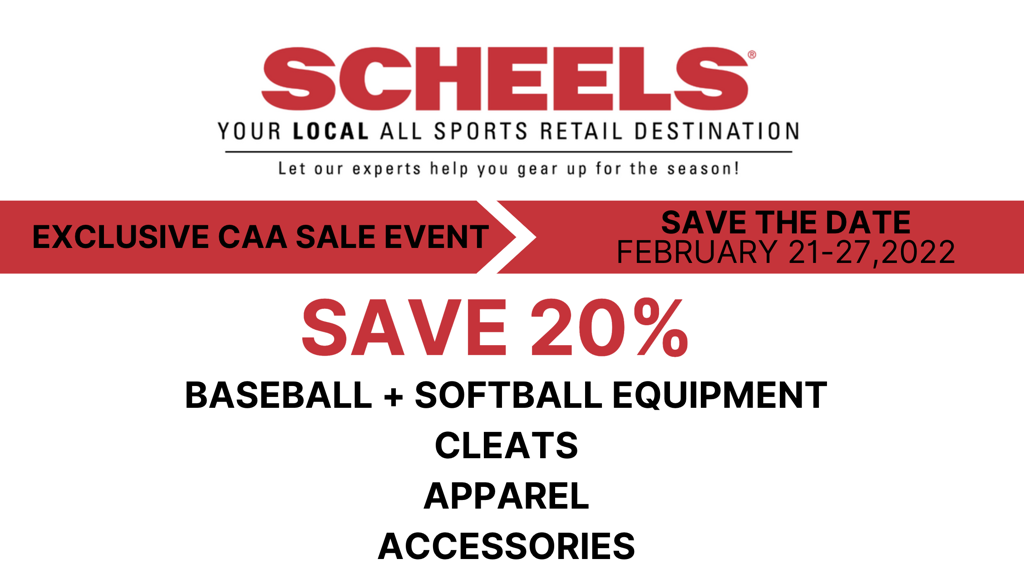 SCHEELS®
YOUR LOCAL ALL SPORTS RETAIL DESTINATION
Let our experts help you gear up for the season!
EXCLUSIVE CAA SALE EVENT
SAVE THE DATE
FEBRUARY 21-27,2022
SAVE 20%
BASEBALL + SOFTBALL EQUIPMENT
CLEATS
APPAREL
ACCESSORIES